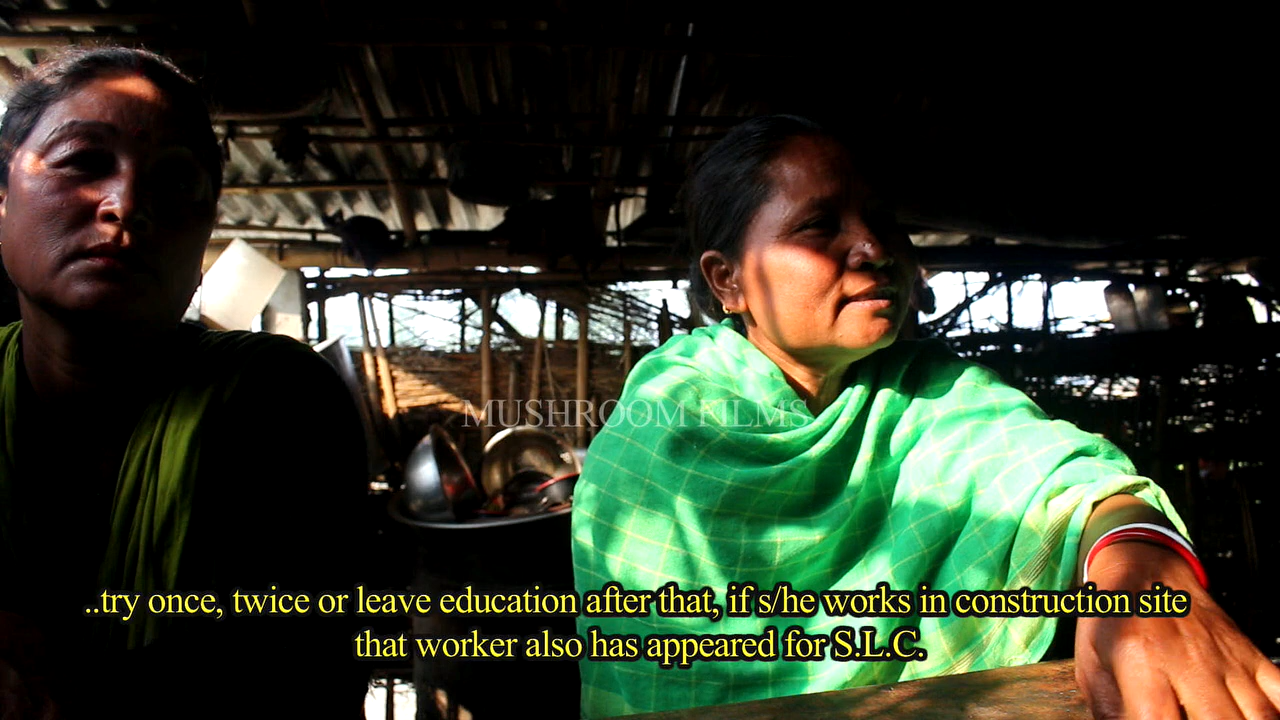 MUSHROOM FILMS
..try once, twice or leave education after that, if s/he works in construction site
that worker also has appeared for S.L.C.